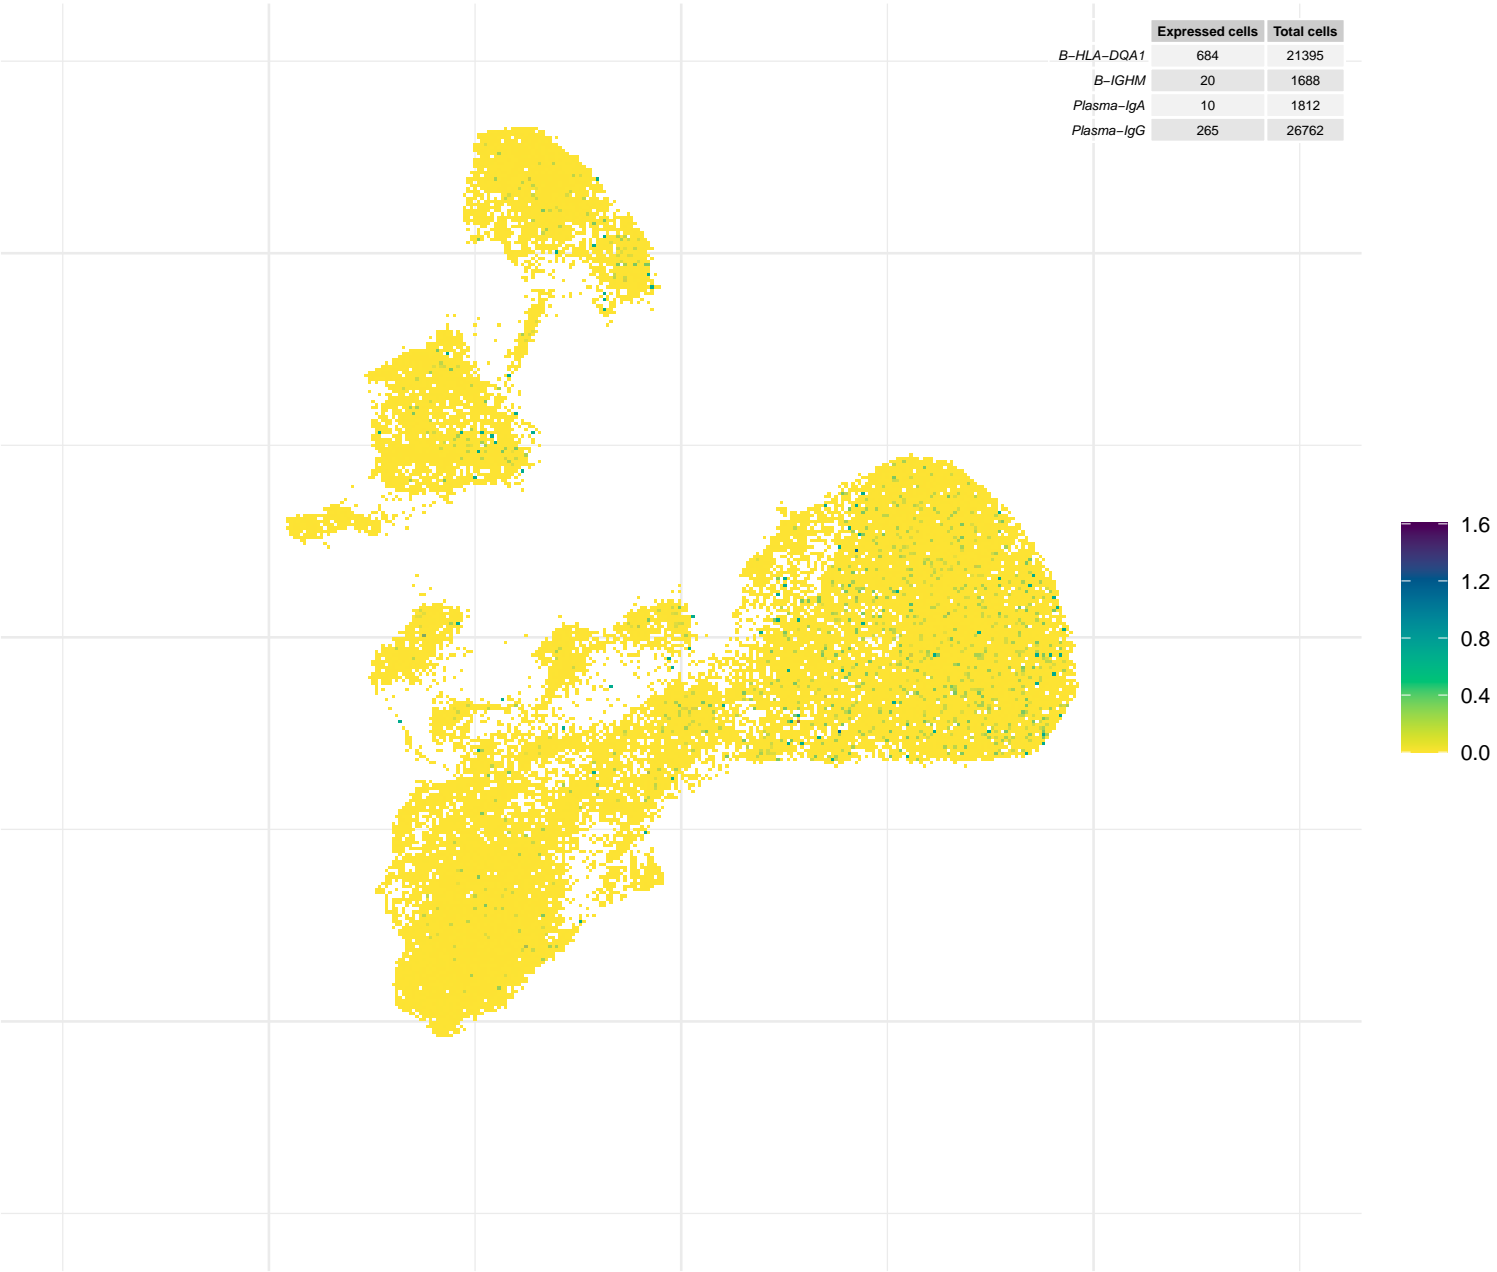 Expressed cells Total cells
B−HLA−DQA1 684 21395
B−IGHM 20 1688
Plasma−IgA 10 1812
Plasma−IgG 265 26762
1.6
1.2
0.8
0.4
0.0